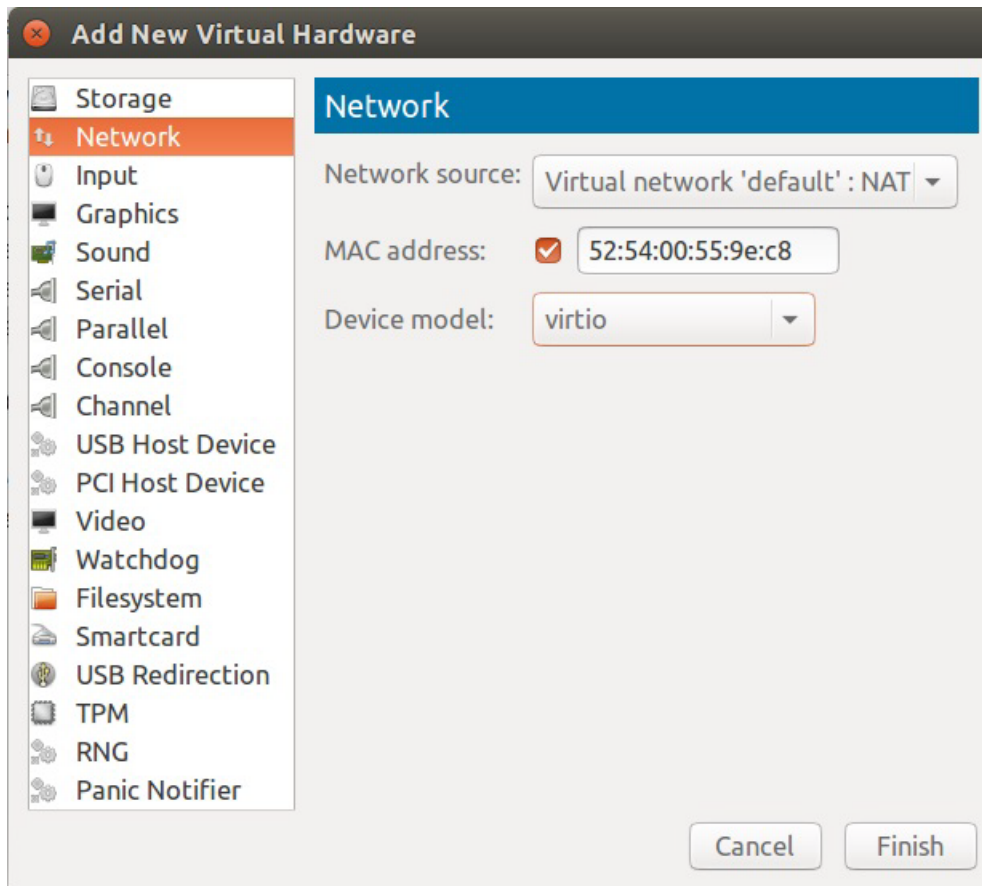 Add New Virtual Hardware
Storage
Network
Input
Graphics
Sound
Serial
Parallel
Console
Channel
USB Host Device
PCI Host Device
Video
Watchdog
Filesystem
Smartcard
USB Redirection
TPM
RNG
Panic Notifier
Network
Network source: Virtual network 'default' : NAT
MAC address: 52:54:00:55:9e:c8
Device model: virtio
Cancel Finish